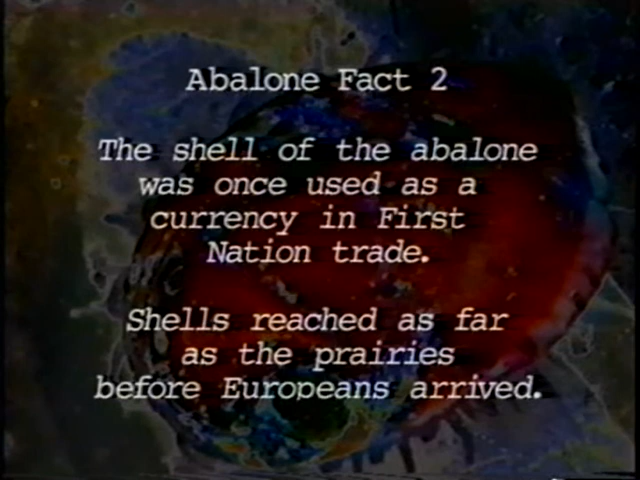 Abalone Fact 2
The shell of the abalone
was once used as a
currency in First
Nation trade.
Shells reached as far
as the prairies
before Europeans arrived.